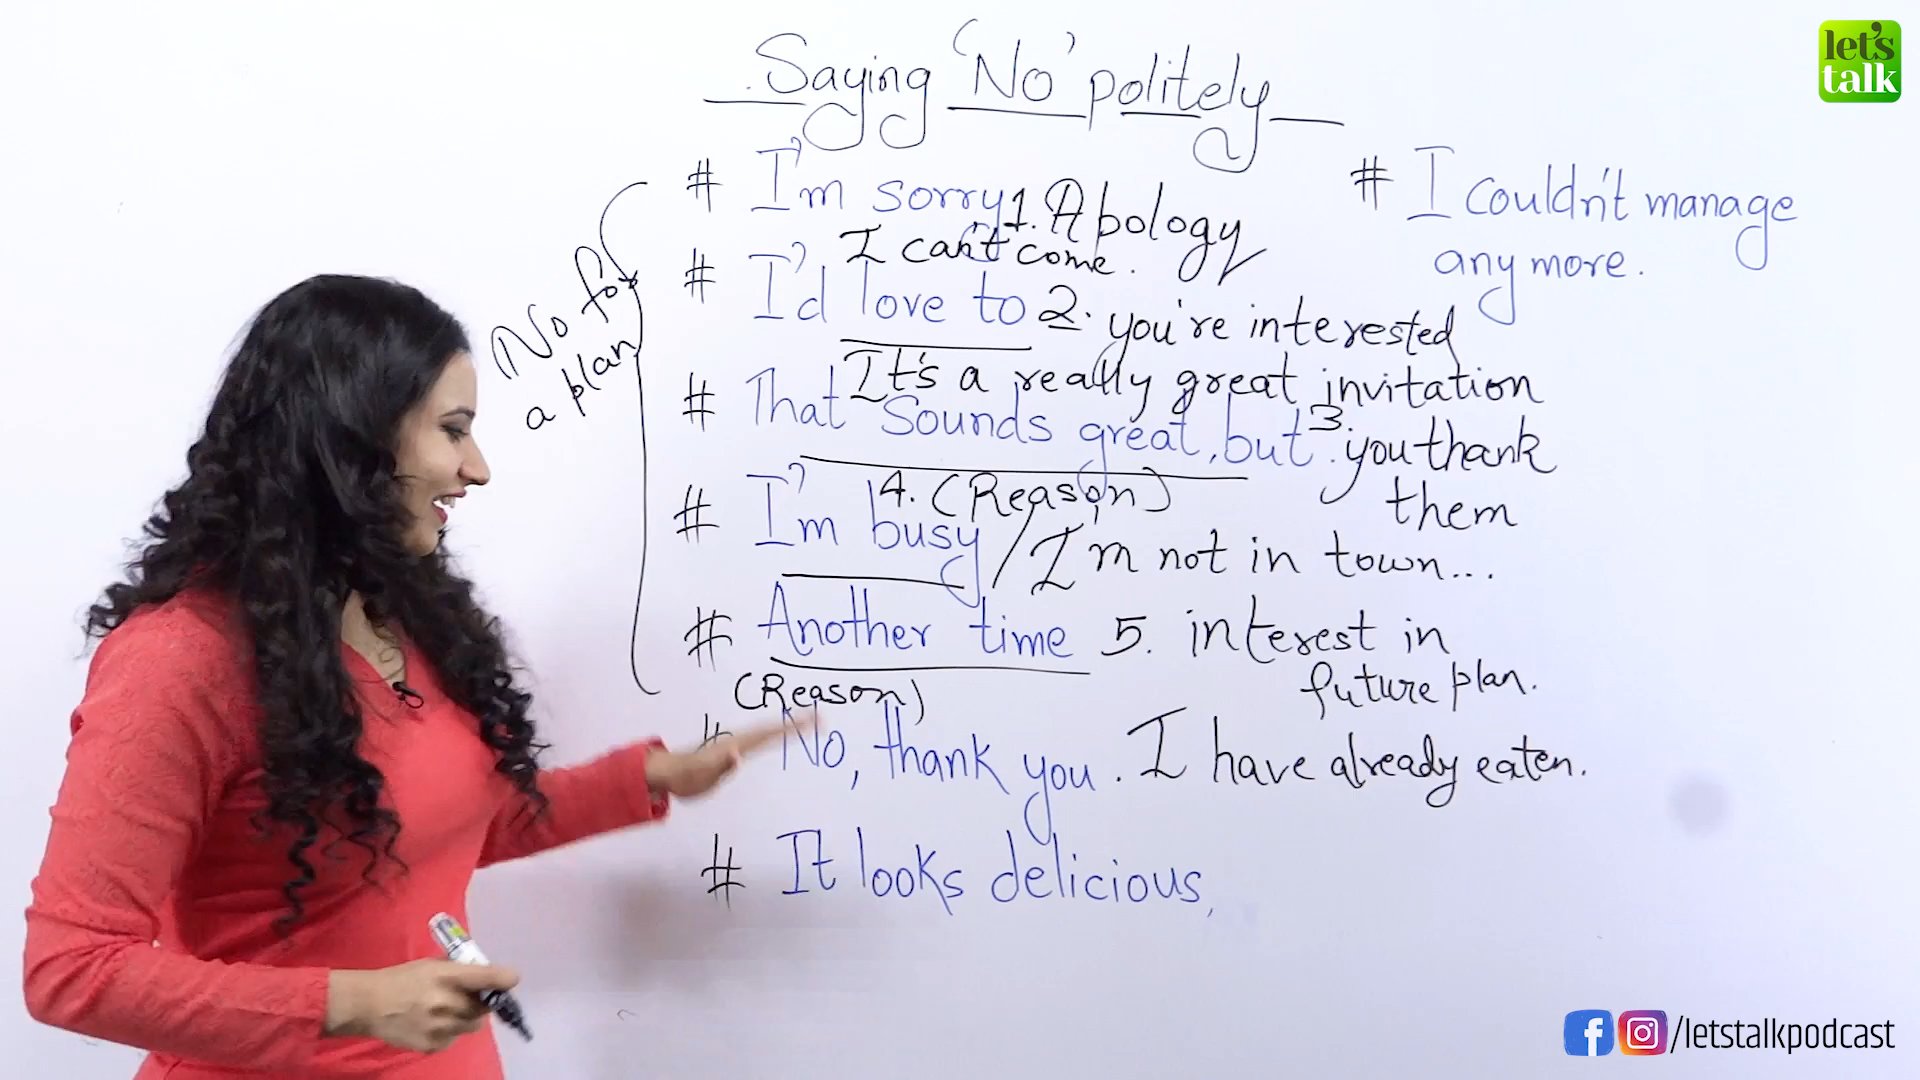 Saying 'No' politely
# I'm sorry 1. Apology
I can't come.
# I'd love to 2. you're interested
It's a really great invitation
# That sounds great, but 3. you thank
them
4. (Reason)
# I'm busy / I'm not in town...
# Another time 5. interest in
future plan.
(Reason)
# No, thank you. I have already eaten.
# It looks delicious,
No for
a plan
# I couldn't manage
any more.
let's
talk
/letstalkpodcast